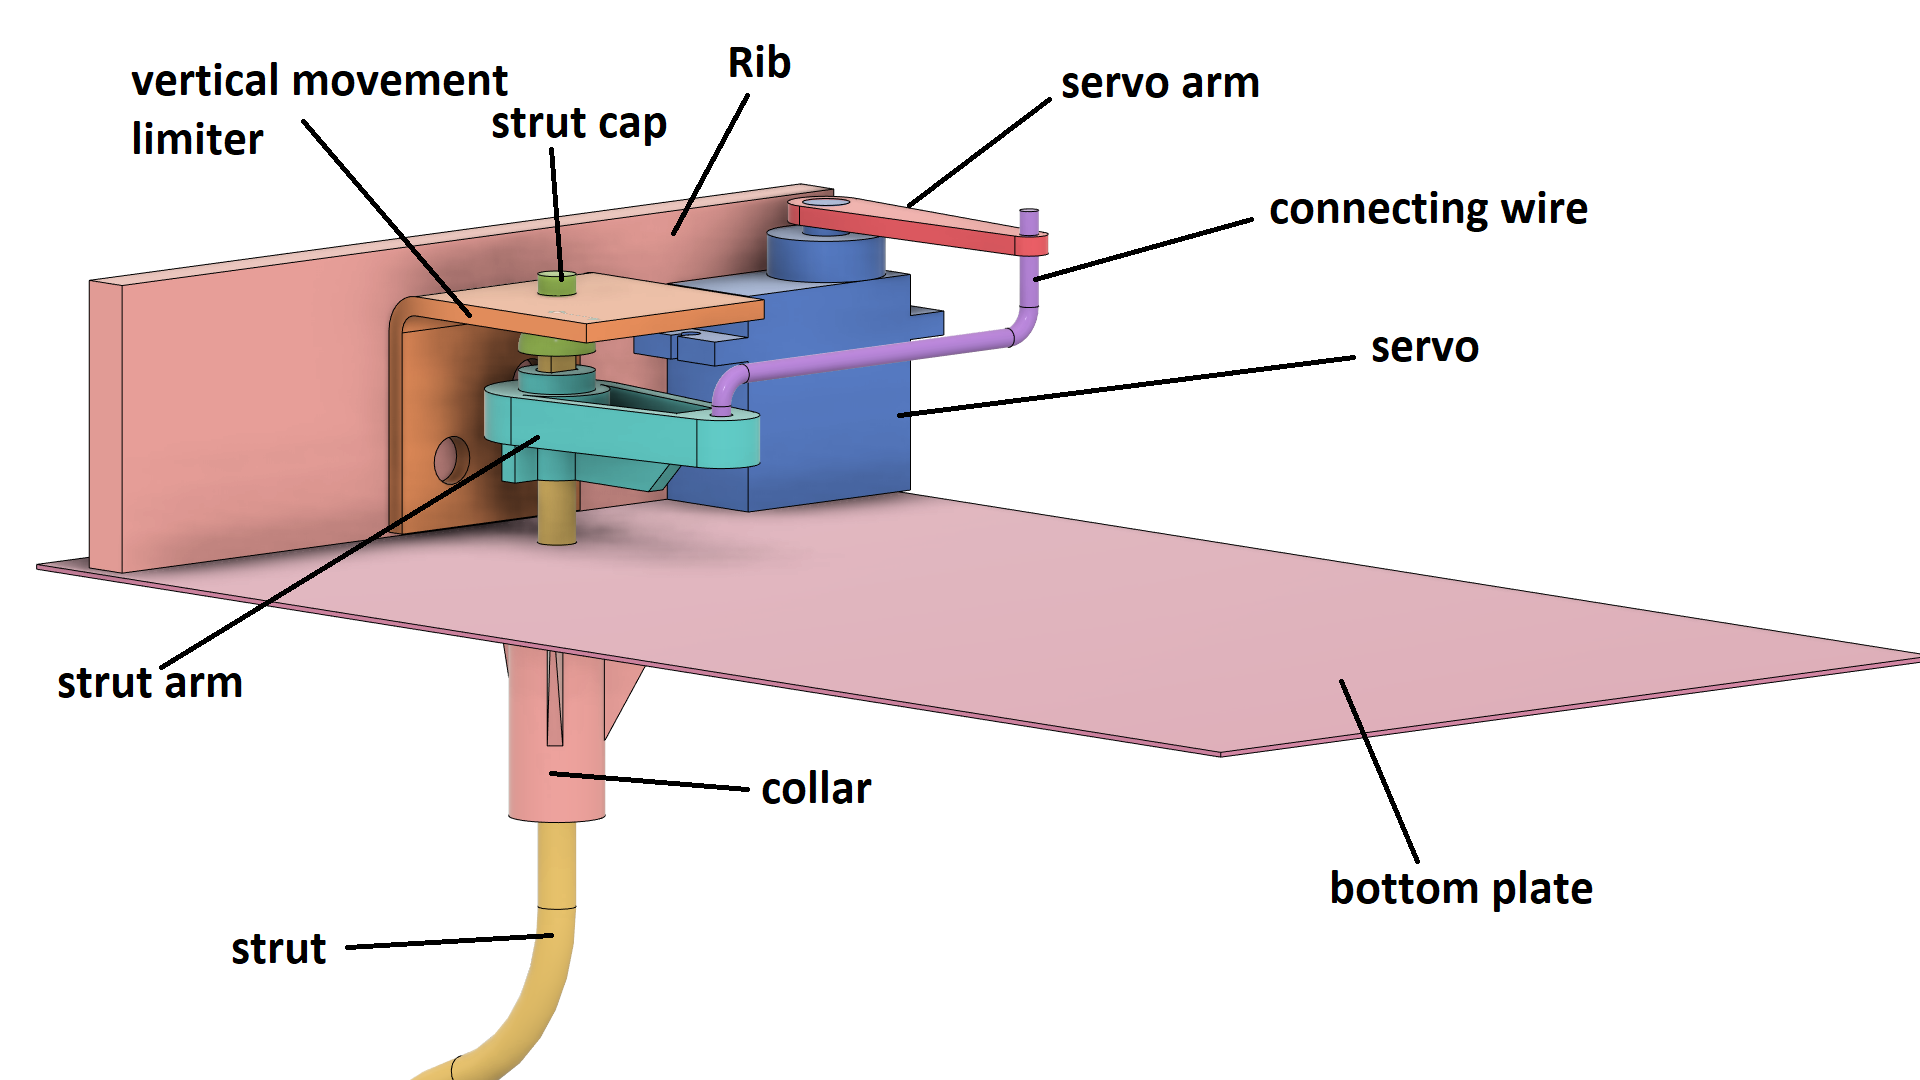 vertical movement
limiter
strut cap
Rib
servo arm
connecting wire
servo
strut arm
collar
bottom plate
strut